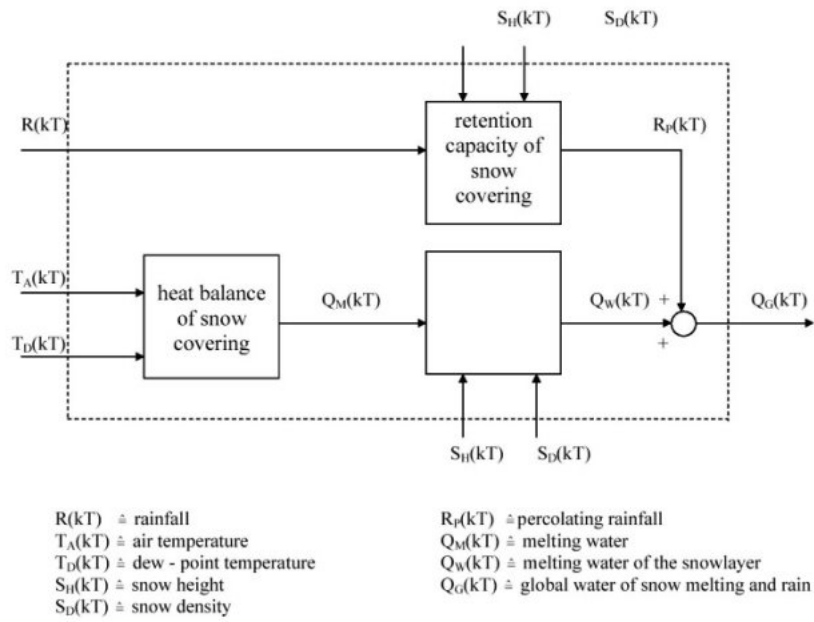 S_H(kT) S_D(kT)
R(kT)
retention
capacity of
snow
covering
R_P(kT)
T_A(kT)
T_D(kT)
heat balance
of snow
covering
Q_M(kT)
Q_W(kT) +
+
Q_G(kT)
S_H(kT) S_D(kT)
R(kT) ≙ rainfall
T_A(kT) ≙ air temperature
T_D(kT) ≙ dew - point temperature
S_H(kT) ≙ snow height
S_D(kT) ≙ snow density
R_P(kT) ≙ percolating rainfall
Q_M(kT) ≙ melting water
Q_W(kT) ≙ melting water of the snowlayer
Q_G(kT) ≙ global water of snow melting and rain